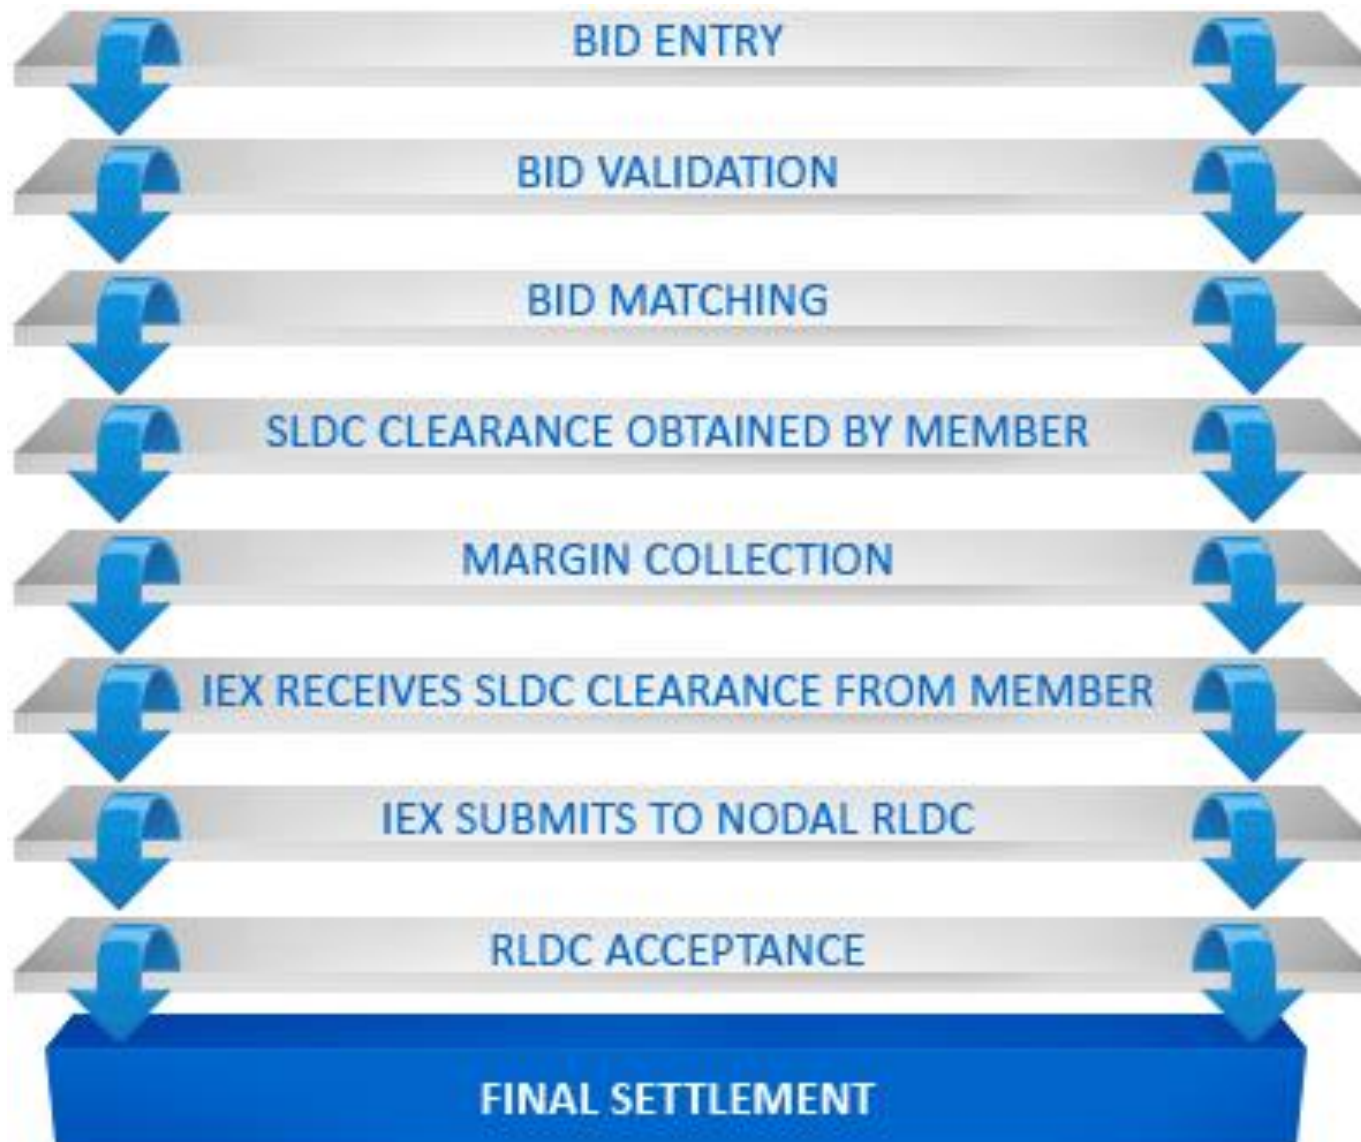 BID ENTRY
BID VALIDATION
BID MATCHING
SLDC CLEARANCE OBTAINED BY MEMBER
MARGIN COLLECTION
IEX RECEIVES SLDC CLEARANCE FROM MEMBER
IEX SUBMITS TO NODAL RLDC
RLDC ACCEPTANCE
FINAL SETTLEMENT